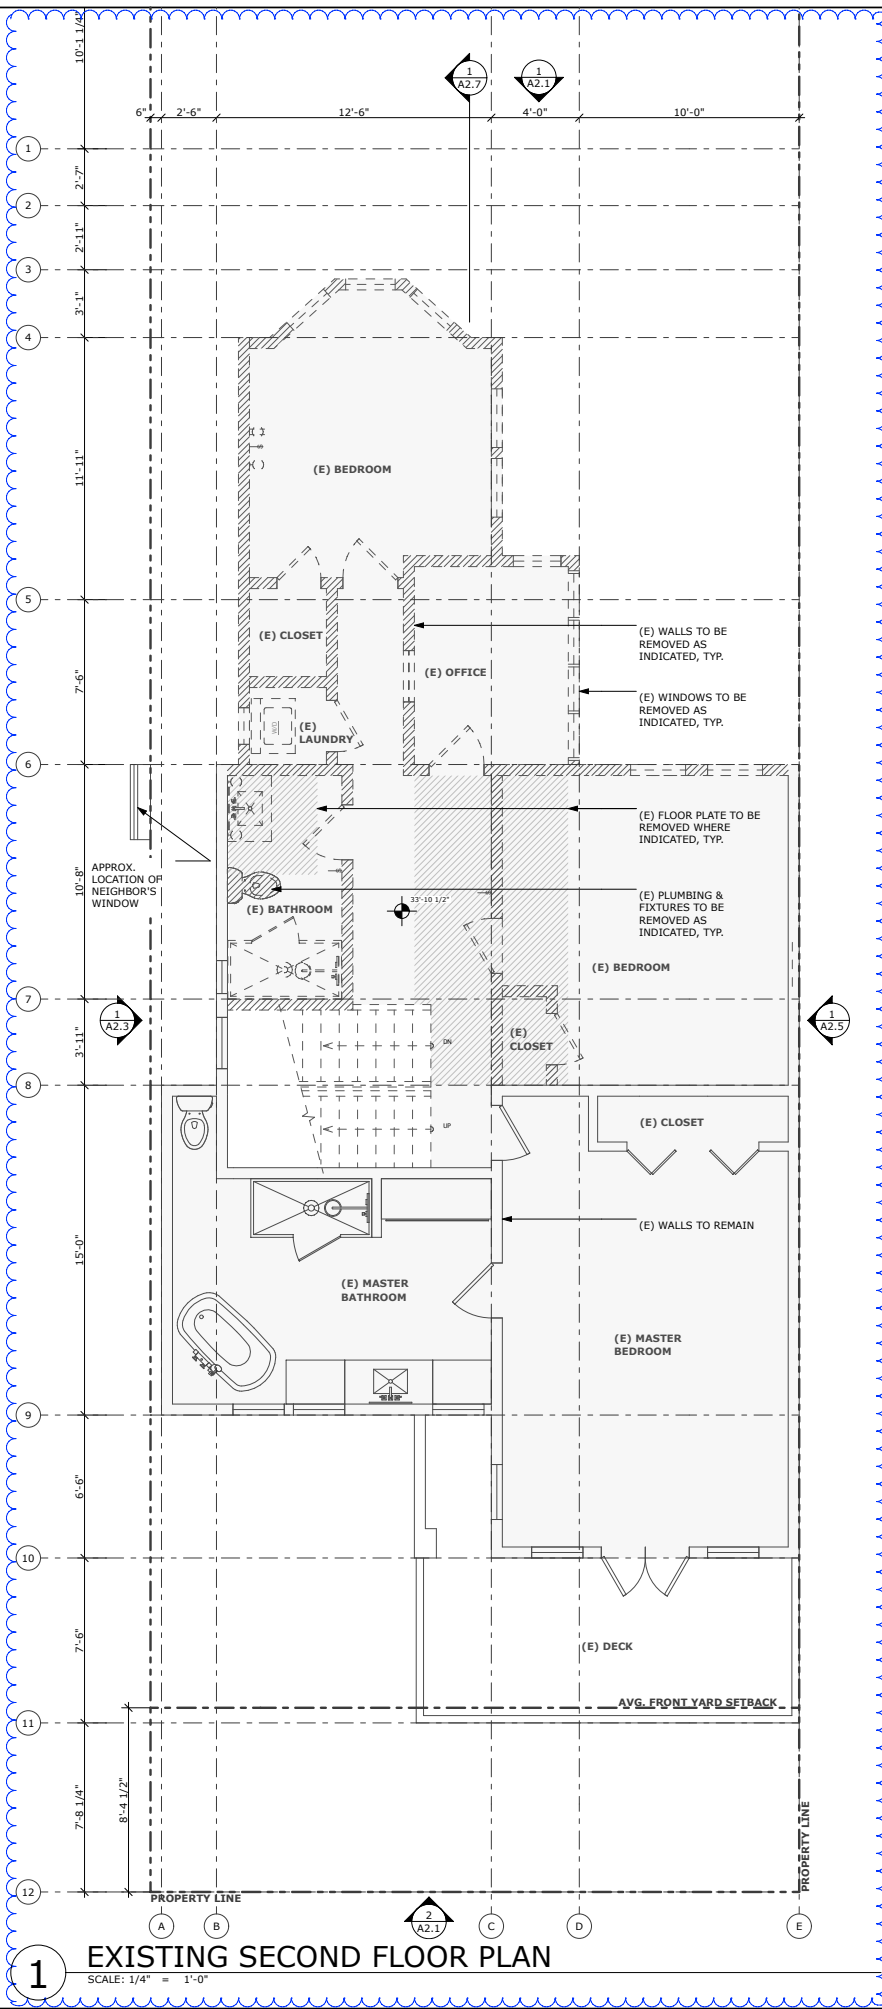 10'-1 1/4"
1
A2.7
1
A2.1
6"
2'-6"
12'-6"
4'-0"
10'-0"
1
2'-7"
2
2'-11"
3
3'-1"
4
11'-11"
(E) BEDROOM
5
(E) CLOSET
(E) WALLS TO BE
REMOVED AS
INDICATED, TYP.
7'-6"
(E) OFFICE
(E) WINDOWS TO BE
REMOVED AS
INDICATED, TYP.
W/D
(E)
LAUNDRY
6
(E) FLOOR PLATE TO BE
REMOVED WHERE
INDICATED, TYP.
APPROX.
LOCATION OF
NEIGHBOR'S
WINDOW
10'-8"
33'-10 1/2"
(E) PLUMBING &
FIXTURES TO BE
REMOVED AS
INDICATED, TYP.
(E) BATHROOM
(E) BEDROOM
7
1
A2.3
1
A2.5
3'-11"
DN
(E)
CLOSET
8
UP
(E) CLOSET
(E) WALLS TO REMAIN
15'-0"
(E) MASTER
BATHROOM
(E) MASTER
BEDROOM
9
6'-6"
10
7'-6"
(E) DECK
AVG. FRONT YARD SETBACK
11
7'-8 1/4"
8'-4 1/2"
PROPERTY LINE
12
PROPERTY LINE
A
B
2
A2.1
C
D
E
1
EXISTING SECOND FLOOR PLAN
SCALE: 1/4" = 1'-0"